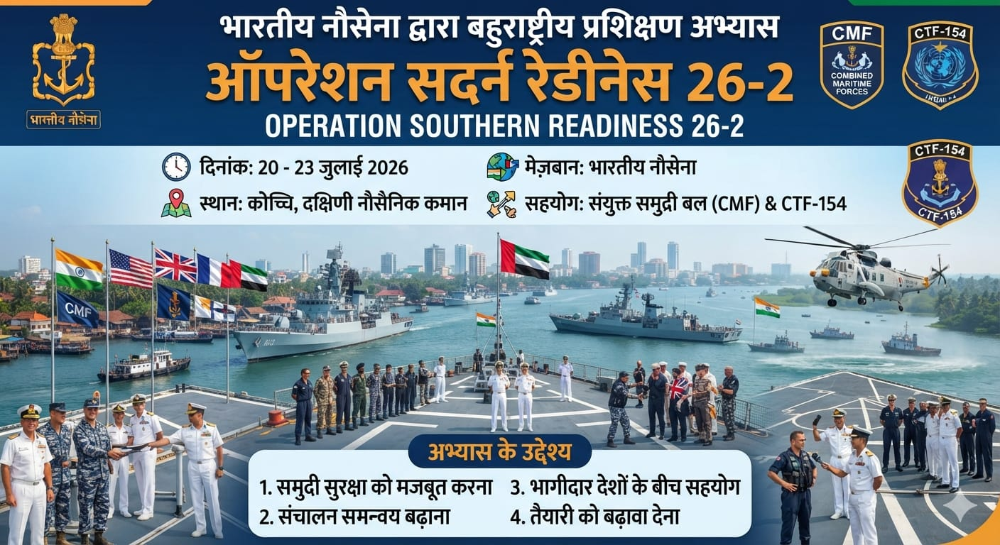 भारतीय नौसेना द्वारा बहुराष्ट्रीय प्रशिक्षण अभ्यास
ऑपरेशन सदर्न रेडीनेस 26-2
OPERATION SOUTHERN READINESS 26-2
भारतीय नौसेना
CMF
COMBINED
MARITIME
FORCES
CTF-154
दिनांक: 20 - 23 जुलाई 2026
मेज़बान: भारतीय नौसेना
स्थान: कोच्चि, दक्षिणी नौसैनिक कमान
सहयोग: संयुक्त समुद्री बल (CMF) & CTF-154
CTF-154
CTF-154
CMF
अभ्यास के उद्देश्य
1. समुदी सुरक्षा को मजबूत करना
2. संचालन समन्वय बढ़ाना
3. भागीदार देशों के बीच सहयोग
4. तैयारी को बढ़ावा देना